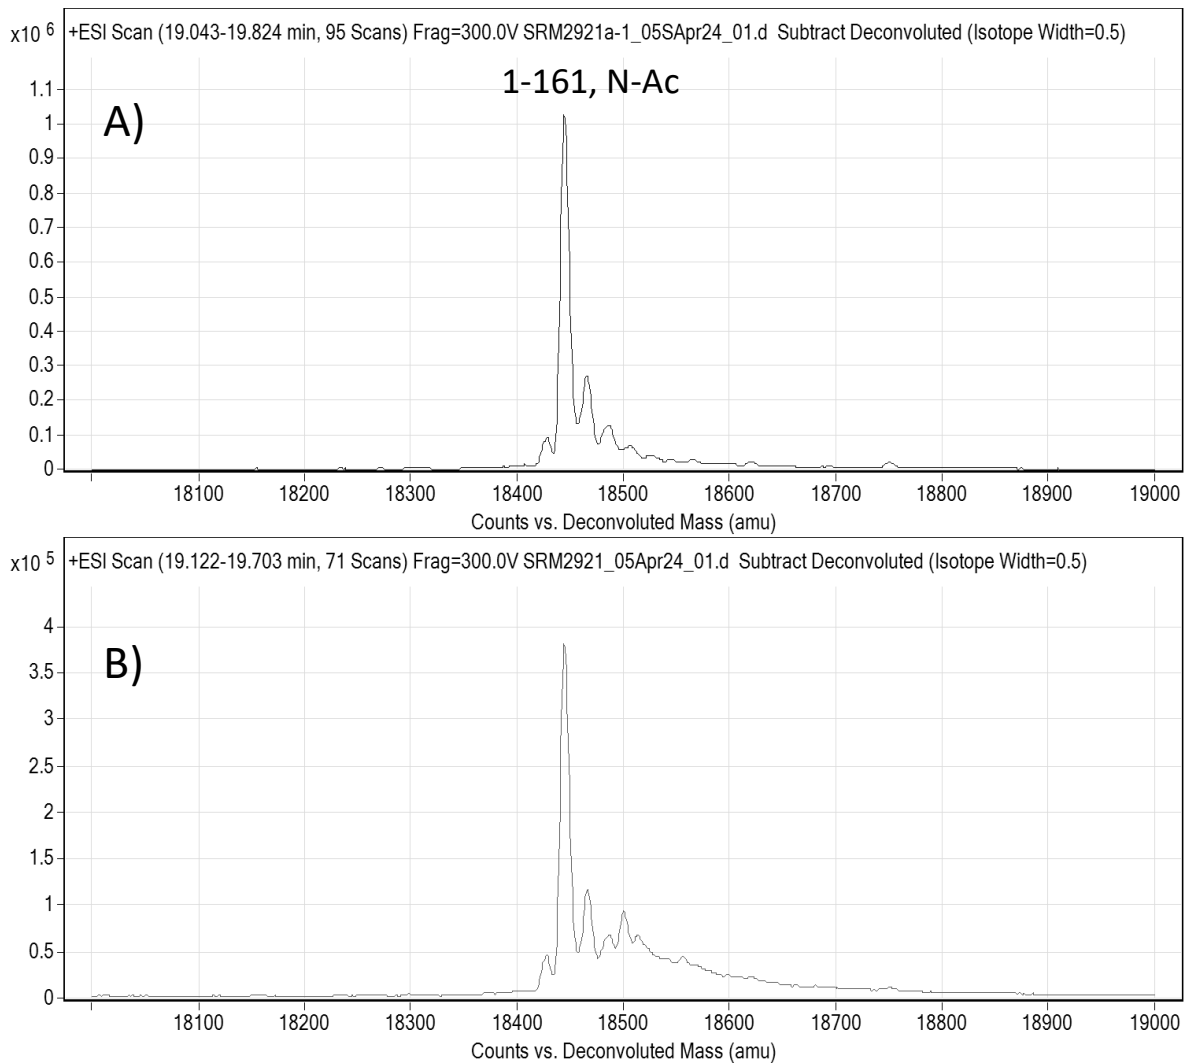 x10 6 +ESI Scan (19.043-19.824 min, 95 Scans) Frag=300.0V SRM2921a-1_05SApr24_01.d Subtract Deconvoluted (Isotope Width=0.5)
1-161, N-Ac
A)
1.1
1
0.9
0.8
0.7
0.6
0.5
0.4
0.3
0.2
0.1
0
18100 18200 18300 18400 18500 18600 18700 18800 18900 19000
Counts vs. Deconvoluted Mass (amu)
x10 5 +ESI Scan (19.122-19.703 min, 71 Scans) Frag=300.0V SRM2921_05Apr24_01.d Subtract Deconvoluted (Isotope Width=0.5)
B)
4
3.5
3
2.5
2
1.5
1
0.5
0
18100 18200 18300 18400 18500 18600 18700 18800 18900 19000
Counts vs. Deconvoluted Mass (amu)